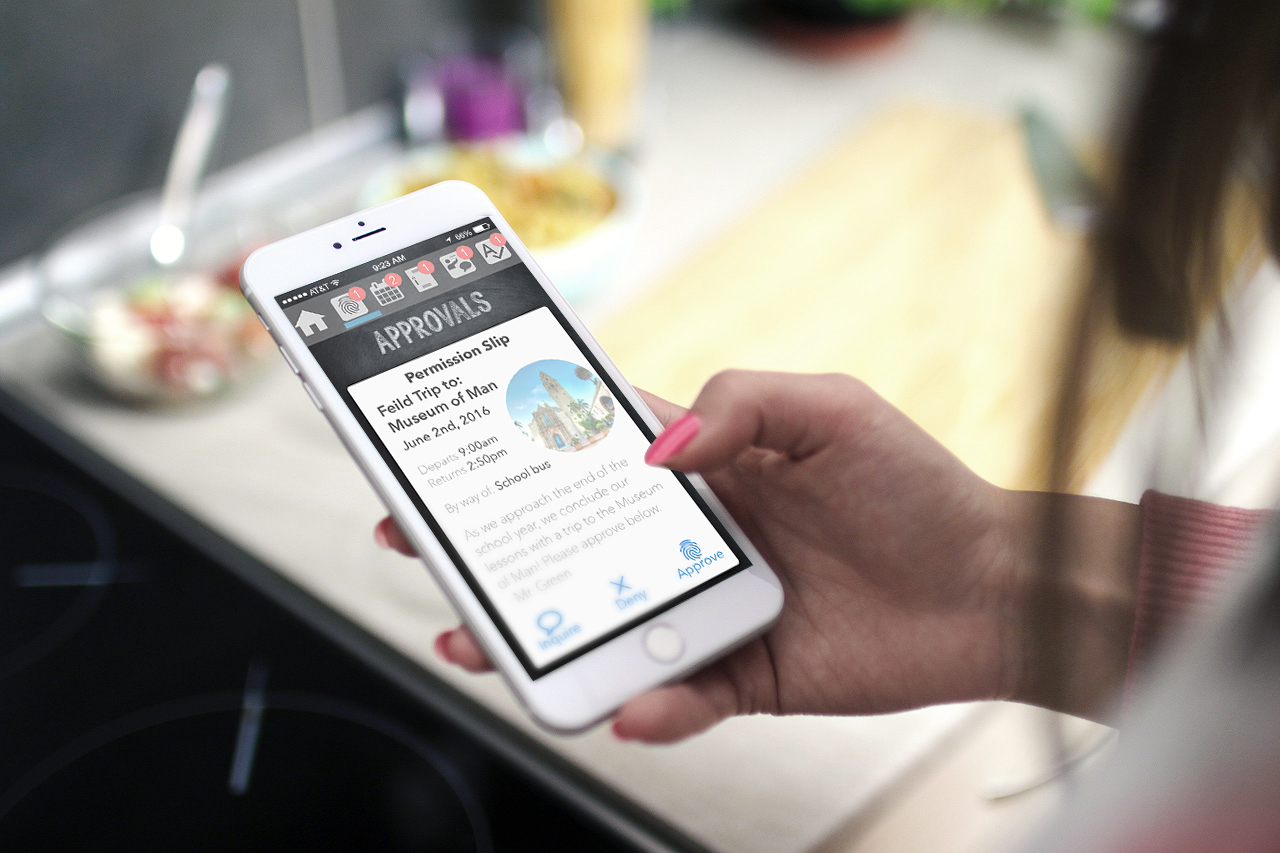 AT&T 9:23 AM 66%
1 2 1 1 1
APPROVALS
Permission Slip
Feild Trip to:
Museum of Man
June 2nd, 2016
Departs 9:00am
Returns 2:50pm
By way of: School bus
As we approach the end of the
school year, we conclude our
lessons with a trip to the Museum
of Man! Please approve below.
Mr. Green
Inquire Deny Approve